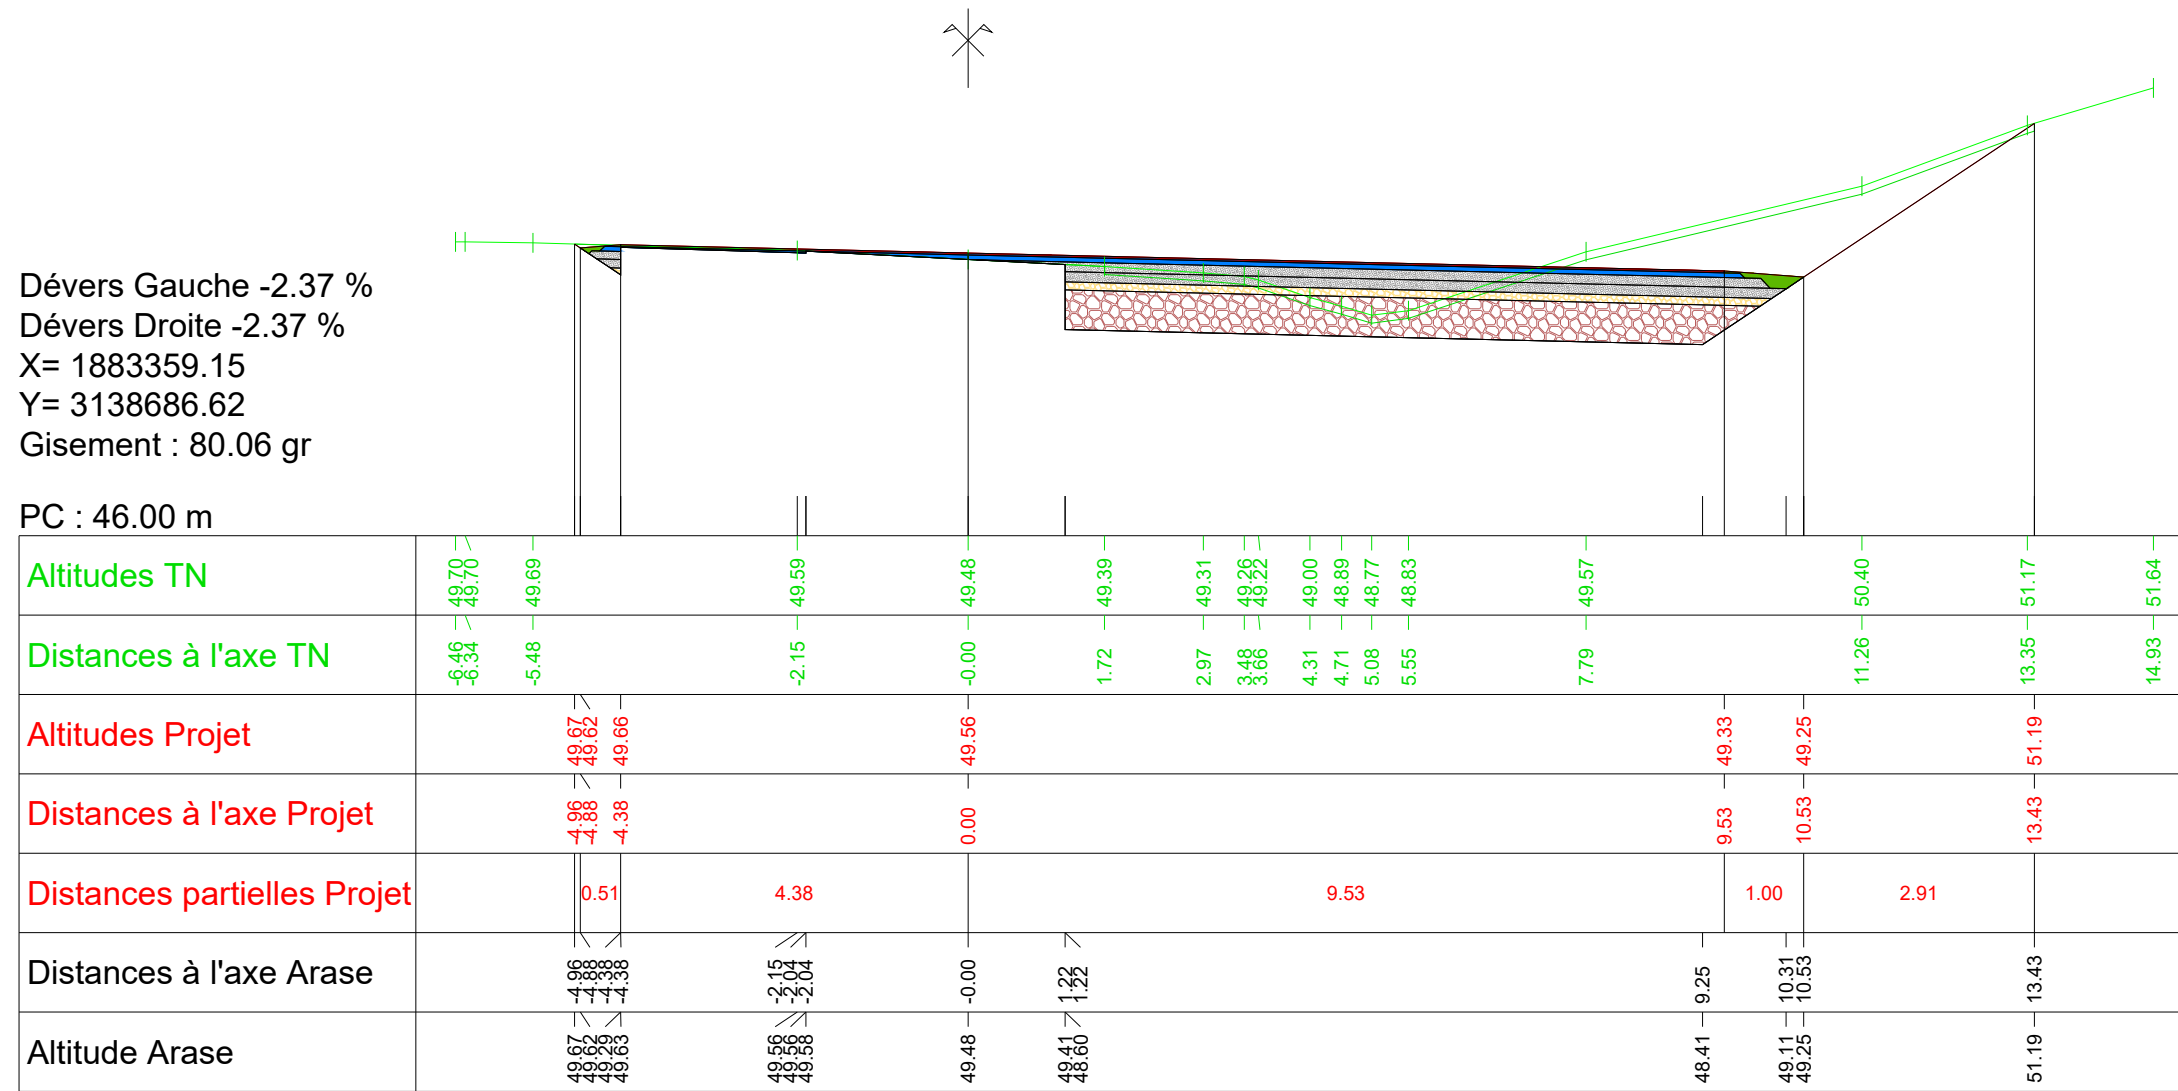 Dévers Gauche -2.37 %
Dévers Droite -2.37 %
X= 1883359.15
Y= 3138686.62
Gisement : 80.06 gr
PC : 46.00 m
Altitudes TN 49.70 49.70 49.69 49.59 49.48 49.39 49.31 49.26 49.22 49.00 48.89 48.77 48.83 49.57 50.40 51.17 51.64
Distances à l'axe TN -6.46 -6.34 -5.48 -2.15 -0.00 1.72 2.97 3.48 3.66 4.31 4.71 5.08 5.55 7.79 11.26 13.35 14.93
Altitudes Projet 49.67 49.62 49.66 49.56 49.33 49.25 51.19
Distances à l'axe Projet -4.96 -4.88 -4.38 0.00 9.53 10.53 13.43
Distances partielles Projet 0.51 4.38 9.53 1.00 2.91
Distances à l'axe Arase -4.96 -4.88 -4.38 -4.38 -2.15 -2.04 -2.04 -0.00 1.22 1.22 9.25 10.31 10.53 13.43
Altitude Arase 49.67 49.62 49.29 49.63 49.56 49.56 49.58 49.48 49.41 48.60 48.41 49.11 49.25 51.19